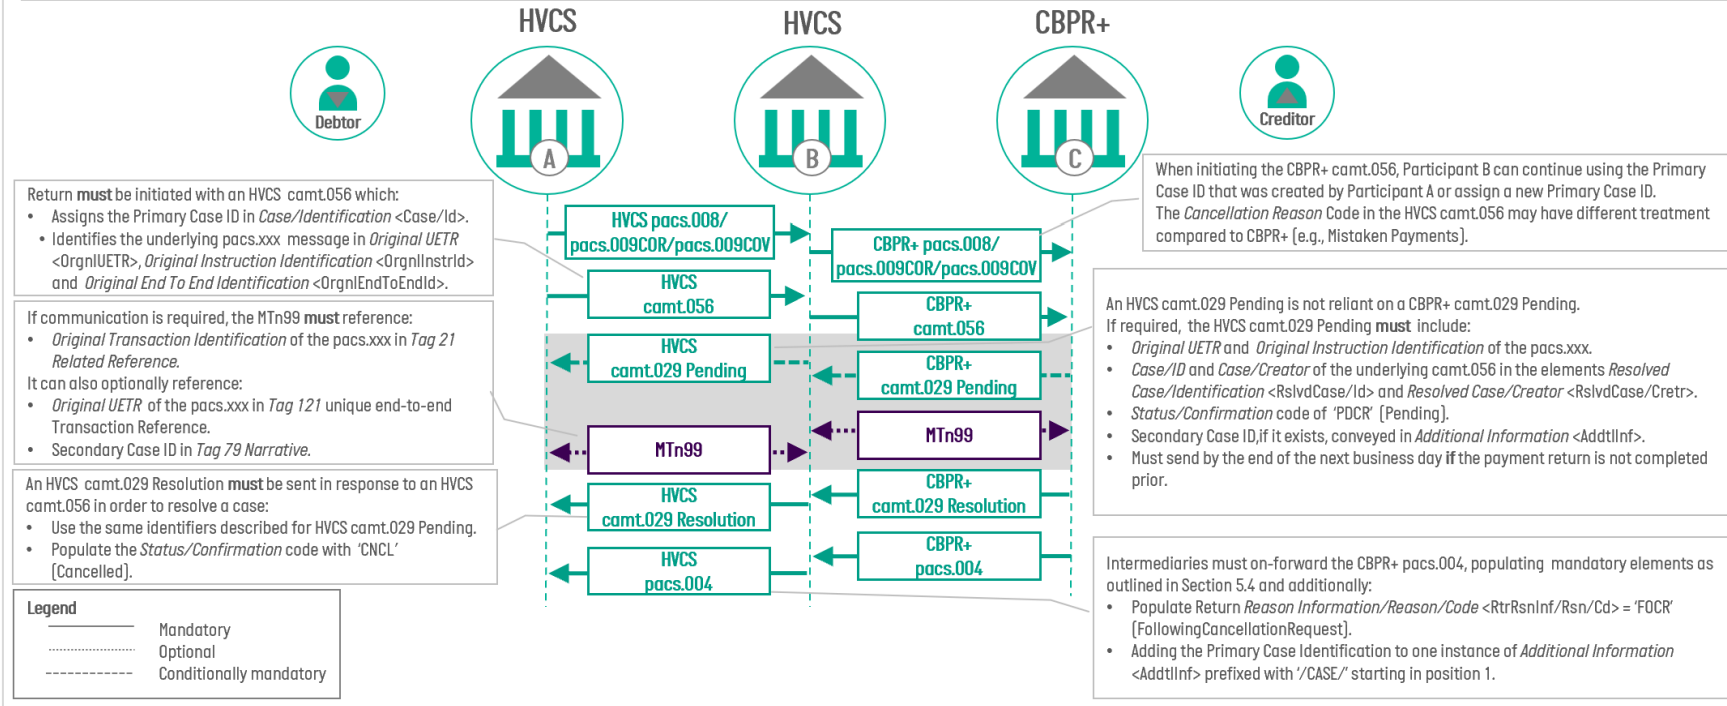 HVCS
HVCS
CBPR+
Debtor
A
B
C
Creditor
Return must be initiated with an HVCS camt.056 which:
• Assigns the Primary Case ID in Case/Identification <Case/Id>.
• Identifies the underlying pacs.xxx message in Original UETR
<OrgnlUETR>, Original Instruction Identification <OrgnlInstrId>
and Original End To End Identification <OrgnlEndToEndId>.
If communication is required, the MTn99 must reference:
• Original Transaction Identification of the pacs.xxx in Tag 21
Related Reference.
It can also optionally reference:
• Original UETR of the pacs.xxx in Tag 121 unique end-to-end
Transaction Reference.
• Secondary Case ID in Tag 79 Narrative.
An HVCS camt.029 Resolution must be sent in response to an HVCS
camt.056 in order to resolve a case:
• Use the same identifiers described for HVCS camt.029 Pending.
• Populate the Status/Confirmation code with ‘CNCL’
(Cancelled).
Legend
Mandatory
Optional
Conditionally mandatory
HVCS pacs.008/
pacs.009COR/pacs.009COV
CBPR+ pacs.008/
pacs.009COR/pacs.009COV
HVCS
camt.056
CBPR+
camt.056
HVCS
camt.029 Pending
CBPR+
camt.029 Pending
MTn99
MTn99
HVCS
camt.029 Resolution
CBPR+
camt.029 Resolution
HVCS
pacs.004
CBPR+
pacs.004
When initiating the CBPR+ camt.056, Participant B can continue using the Primary
Case ID that was created by Participant A or assign a new Primary Case ID.
The Cancellation Reason Code in the HVCS camt.056 may have different treatment
compared to CBPR+ (e.g., Mistaken Payments).
An HVCS camt.029 Pending is not reliant on a CBPR+ camt.029 Pending.
If required, the HVCS camt.029 Pending must include:
• Original UETR and Original Instruction Identification of the pacs.xxx.
• Case/ID and Case/Creator of the underlying camt.056 in the elements Resolved
Case/Identification <RslvdCase/Id> and Resolved Case/Creator <RslvdCase/Cretr>.
• Status/Confirmation code of ‘PDCR’ (Pending).
• Secondary Case ID,if it exists, conveyed in Additional Information <AddtlInf>.
• Must send by the end of the next business day if the payment return is not completed
prior.
Intermediaries must on-forward the CBPR+ pacs.004, populating mandatory elements as
outlined in Section 5.4 and additionally:
• Populate Return Reason Information/Reason/Code <RtrRsnInf/Rsn/Cd> = ‘FOCR’
(FollowingCancellationRequest).
• Adding the Primary Case Identification to one instance of Additional Information
<AddtlInf> prefixed with ‘/CASE/’ starting in position 1.